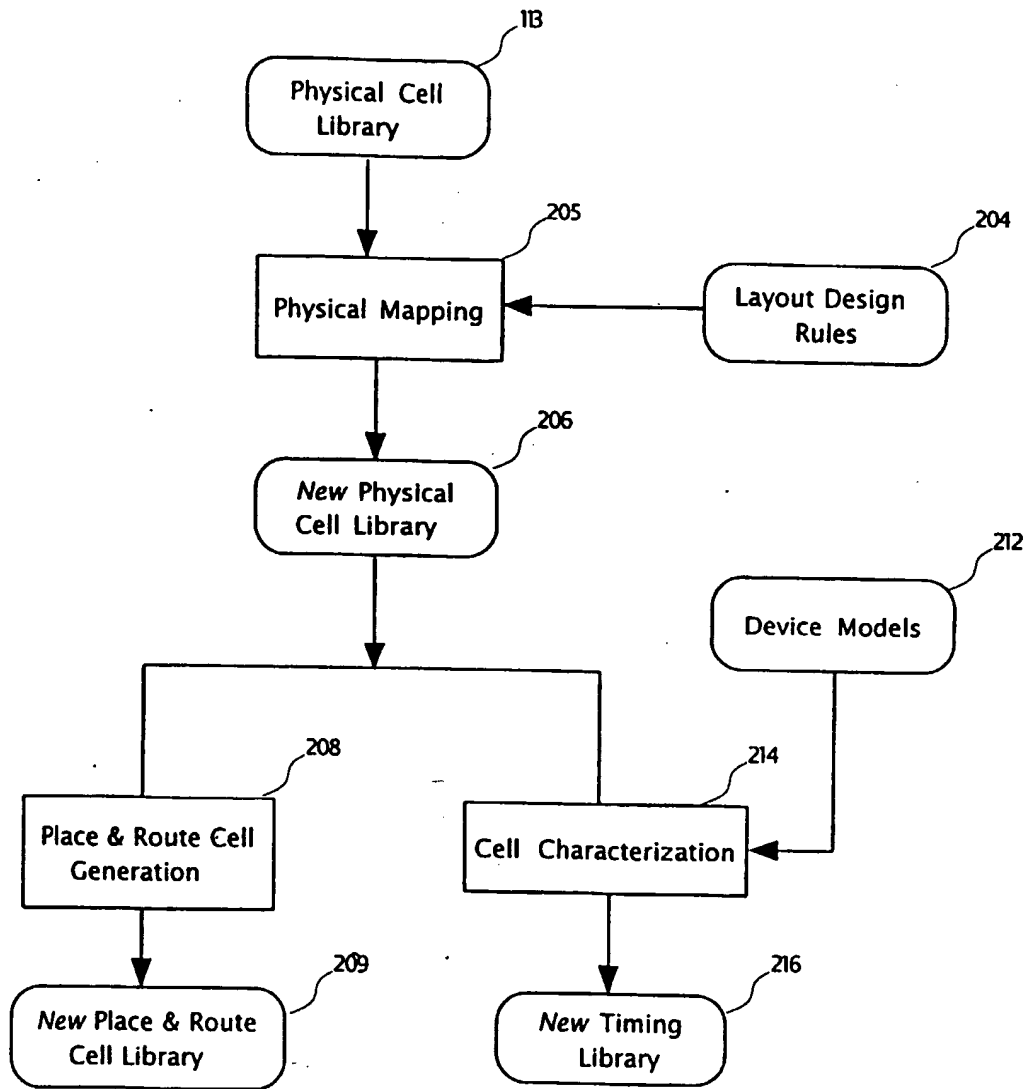 113
Physical Cell
Library
205
204
Physical Mapping
Layout Design
Rules
206
New Physical
Cell Library
212
Device Models
208
214
Place & Route Cell
Generation
Cell Characterization
209
216
New Place & Route
Cell Library
New Timing
Library